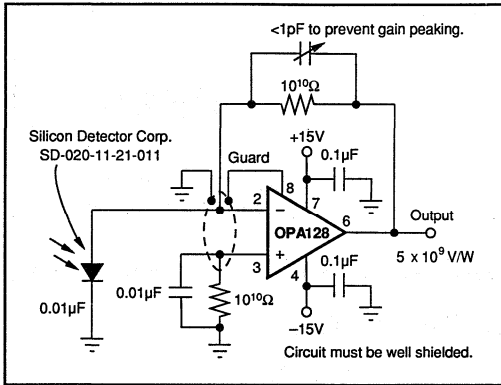 <1pF to prevent gain peaking.
10¹⁰Ω
Silicon Detector Corp.
SD-020-11-21-011
+15V
0.1µF
Guard
8
7
2
–
OPA128
6
Output
5 x 10⁹ V/W
+
3
4
0.1µF
0.01µF
0.01µF
10¹⁰Ω
–15V
Circuit must be well shielded.